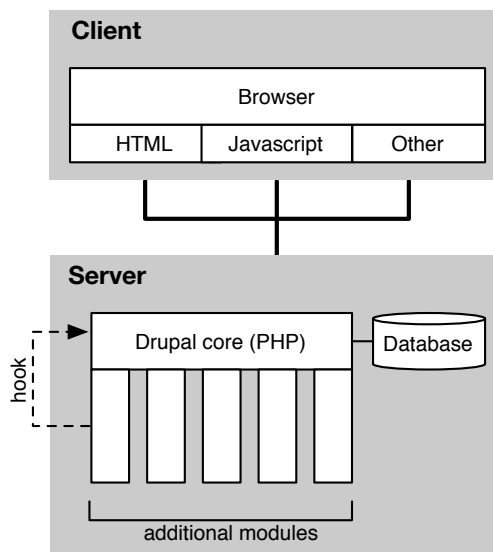 Client
Browser
HTML
Javascript
Other
Server
Drupal core (PHP)
Database
hook
additional modules